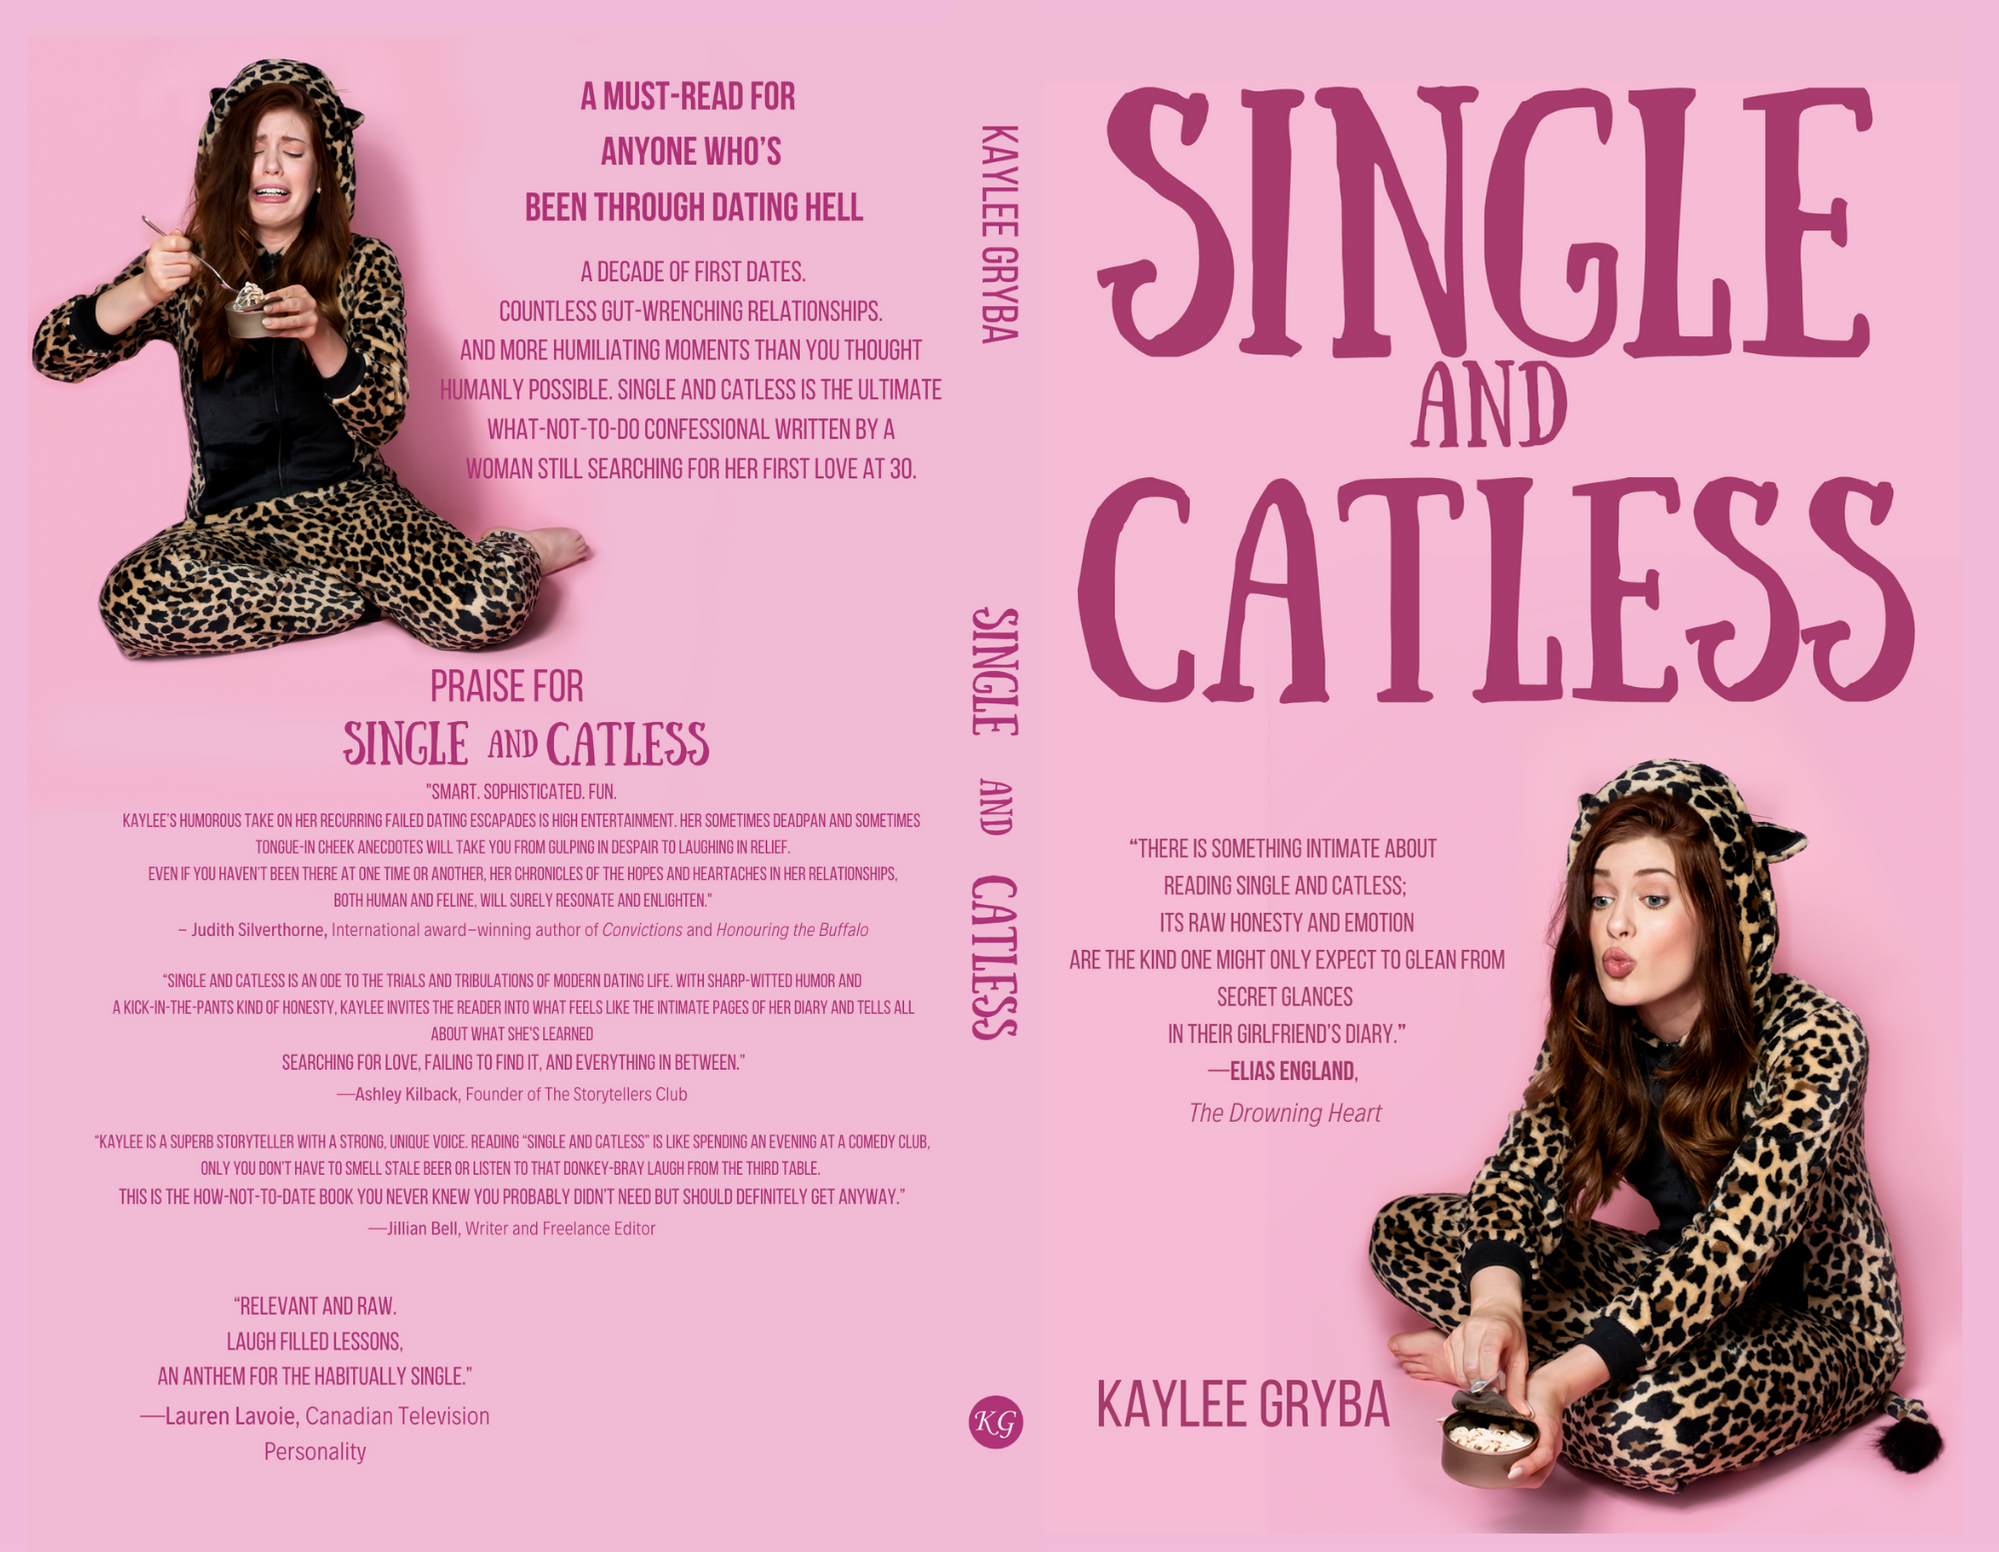 A MUST-READ FOR
ANYONE WHO'S
BEEN THROUGH DATING HELL
A DECADE OF FIRST DATES.
COUNTLESS GUT-WRENCHING RELATIONSHIPS.
AND MORE HUMILIATING MOMENTS THAN YOU THOUGHT
HUMANLY POSSIBLE. SINGLE AND CATLESS IS THE ULTIMATE
WHAT-NOT-TO-DO CONFESSIONAL WRITTEN BY A
WOMAN STILL SEARCHING FOR HER FIRST LOVE AT 30.
PRAISE FOR
SINGLE AND CATLESS
"SMART. SOPHISTICATED. FUN.
KAYLEE'S HUMOROUS TAKE ON HER RECURRING FAILED DATING ESCAPADES IS HIGH ENTERTAINMENT. HER SOMETIMES DEADPAN AND SOMETIMES
TONGUE-IN CHEEK ANECDOTES WILL TAKE YOU FROM GULPING IN DESPAIR TO LAUGHING IN RELIEF.
EVEN IF YOU HAVEN'T BEEN THERE AT ONE TIME OR ANOTHER, HER CHRONICLES OF THE HOPES AND HEARTACHES IN HER RELATIONSHIPS,
BOTH HUMAN AND FELINE, WILL SURELY RESONATE AND ENLIGHTEN."
– Judith Silverthorne, International award–winning author of Convictions and Honouring the Buffalo
“SINGLE AND CATLESS IS AN ODE TO THE TRIALS AND TRIBULATIONS OF MODERN DATING LIFE. WITH SHARP-WITTED HUMOR AND
A KICK-IN-THE-PANTS KIND OF HONESTY, KAYLEE INVITES THE READER INTO WHAT FEELS LIKE THE INTIMATE PAGES OF HER DIARY AND TELLS ALL
ABOUT WHAT SHE'S LEARNED
SEARCHING FOR LOVE, FAILING TO FIND IT, AND EVERYTHING IN BETWEEN.”
—Ashley Kilback, Founder of The Storytellers Club
“KAYLEE IS A SUPERB STORYTELLER WITH A STRONG, UNIQUE VOICE. READING “SINGLE AND CATLESS” IS LIKE SPENDING AN EVENING AT A COMEDY CLUB,
ONLY YOU DON'T HAVE TO SMELL STALE BEER OR LISTEN TO THAT DONKEY-BRAY LAUGH FROM THE THIRD TABLE.
THIS IS THE HOW-NOT-TO-DATE BOOK YOU NEVER KNEW YOU PROBABLY DIDN'T NEED BUT SHOULD DEFINITELY GET ANYWAY.”
—Jillian Bell, Writer and Freelance Editor
“RELEVANT AND RAW.
LAUGH FILLED LESSONS,
AN ANTHEM FOR THE HABITUALLY SINGLE.”
—Lauren Lavoie, Canadian Television
Personality
KAYLEE GRYBA
SINGLE AND CATLESS
KG
SINGLE
AND
CATLESS
“THERE IS SOMETHING INTIMATE ABOUT
READING SINGLE AND CATLESS;
ITS RAW HONESTY AND EMOTION
ARE THE KIND ONE MIGHT ONLY EXPECT TO GLEAN FROM
SECRET GLANCES
IN THEIR GIRLFRIEND'S DIARY.”
—ELIAS ENGLAND,
The Drowning Heart
KAYLEE GRYBA